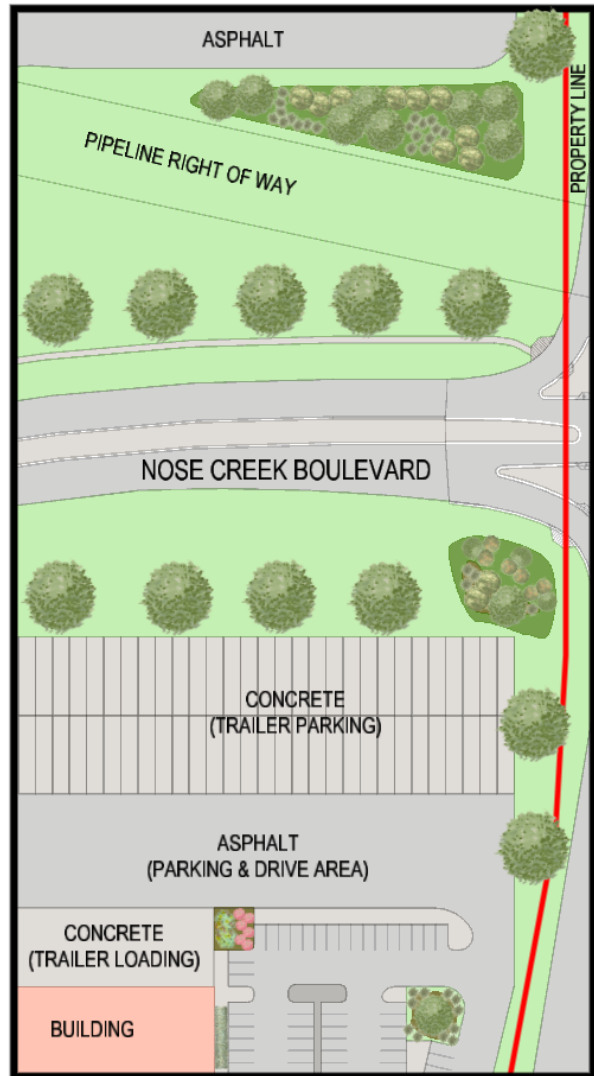 ASPHALT
PROPERTY LINE
PIPELINE RIGHT OF WAY
NOSE CREEK BOULEVARD
CONCRETE
(TRAILER PARKING)
ASPHALT
(PARKING & DRIVE AREA)
CONCRETE
(TRAILER LOADING)
BUILDING